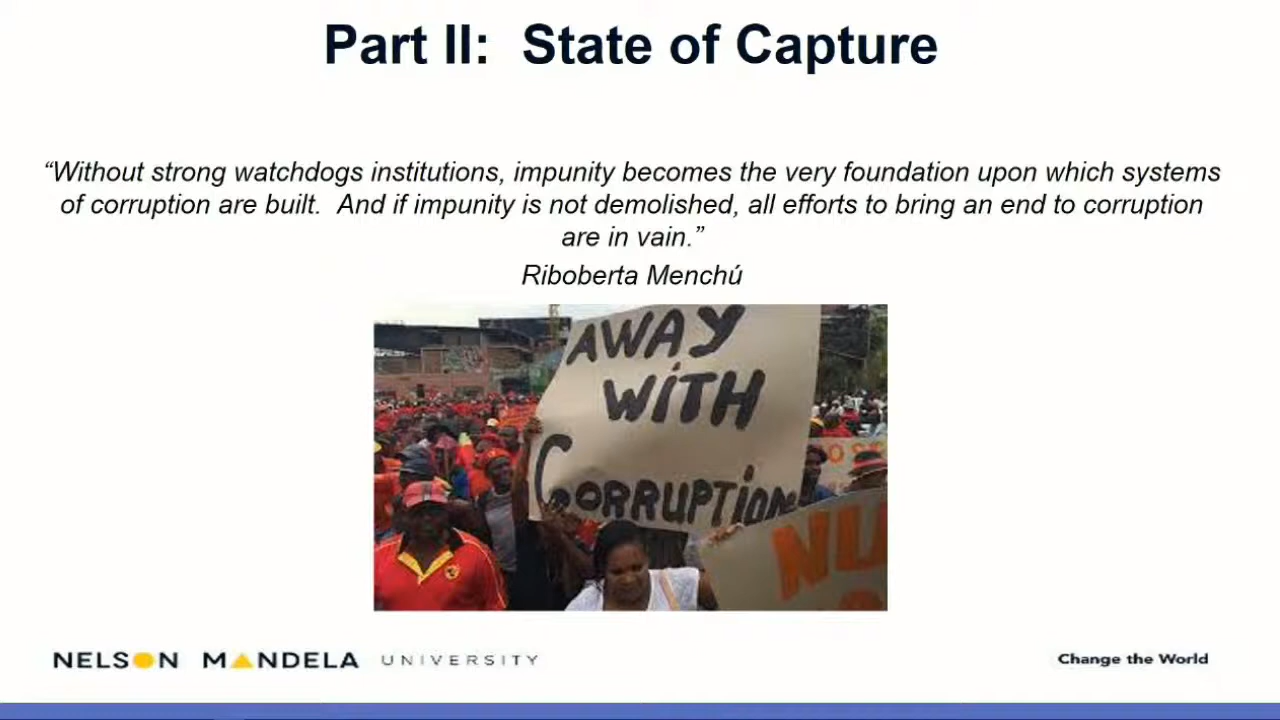 Part II:  State of Capture
“Without strong watchdogs institutions, impunity becomes the very foundation upon which systems
of corruption are built.  And if impunity is not demolished, all efforts to bring an end to corruption
are in vain.”
Riboberta Menchú
AWAY
WiTH
CORRUPTiON
NELSON MANDELA UNIVERSITY
Change the World